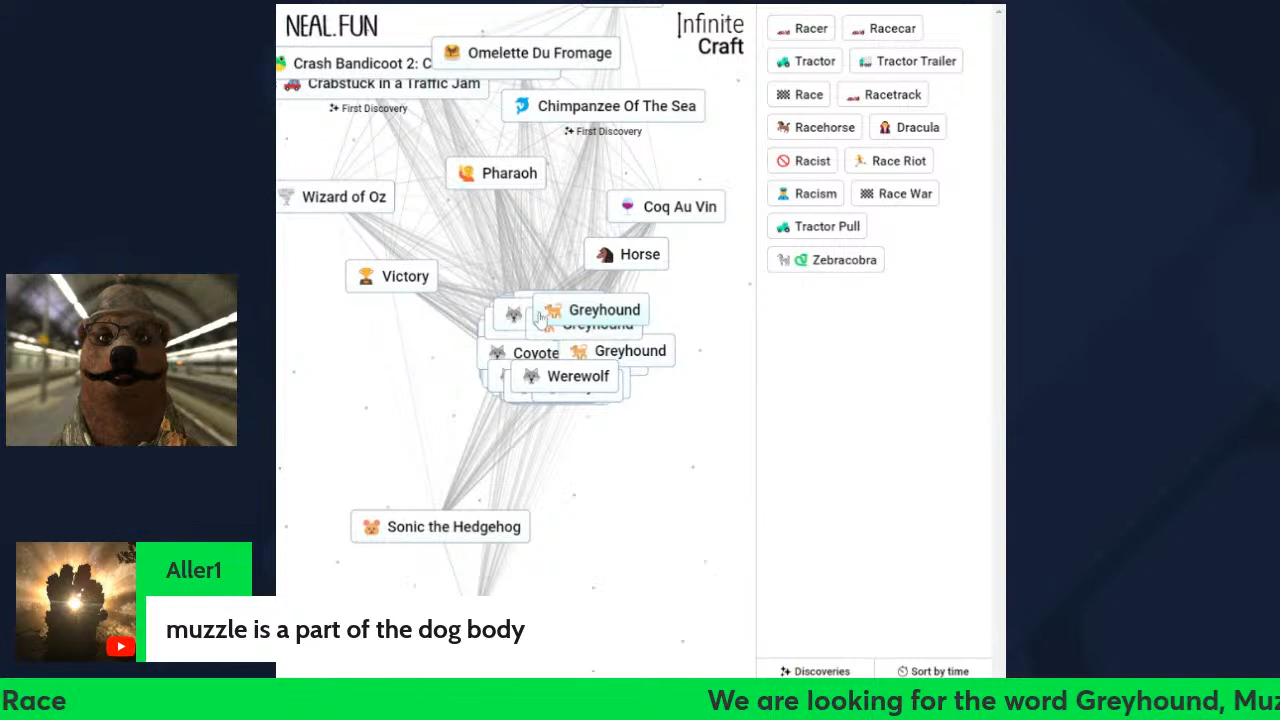 NEAL.FUN
Infinite
Craft
Omelette Du Fromage
Crash Bandicoot 2: C
Crabstuck in a Traffic Jam
First Discovery
Chimpanzee Of The Sea
First Discovery
Pharaoh
Wizard of Oz
Coq Au Vin
Horse
Victory
Greyhound
Greyhound
Coyote
Greyhound
Werewolf
Sonic the Hedgehog
Racer
Racecar
Tractor
Tractor Trailer
Race
Racetrack
Racehorse
Dracula
Racist
Race Riot
Racism
Race War
Tractor Pull
Zebracobra
Discoveries
Sort by time
Aller1
muzzle is a part of the dog body
Race
We are looking for the word Greyhound, Muz